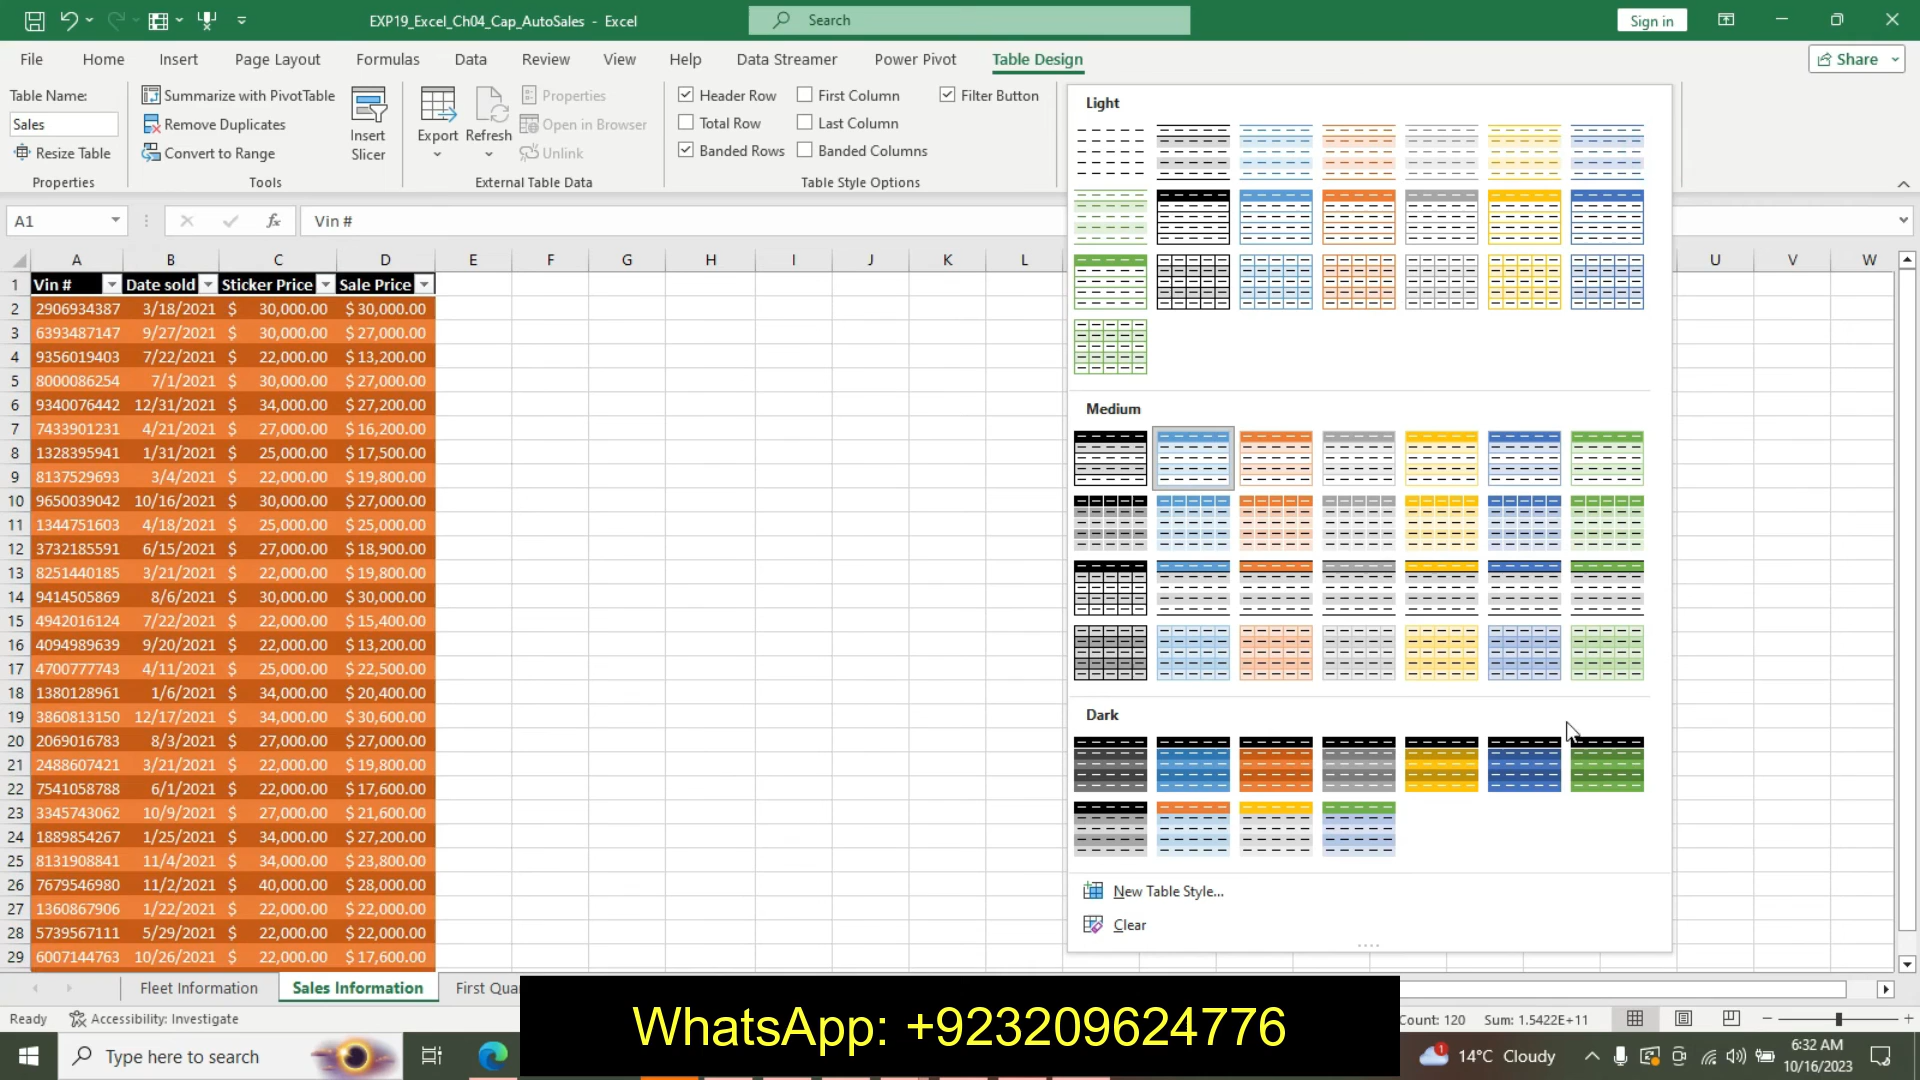 EXP19_Excel_Ch04_Cap_AutoSales - Excel
Search
Sign in
File Home Insert Page Layout Formulas Data Review View Help Data Streamer Power Pivot Table Design
Share
Table Name:
Sales
Resize Table
Properties
Summarize with PivotTable
Remove Duplicates
Convert to Range
Tools
Insert Slicer
Export
Refresh
Properties
Open in Browser
Unlink
External Table Data
Header Row
Total Row
Banded Rows
First Column
Last Column
Banded Columns
Filter Button
Table Style Options
Light
Medium
Dark
New Table Style...
Clear
A1
fx
Vin #
A B C D E F G H I J K L U V W
1 Vin # Date sold Sticker Price Sale Price
2 2906934387 3/18/2021 $ 30,000.00 $ 30,000.00
3 6393487147 9/27/2021 $ 30,000.00 $ 27,000.00
4 9356019403 7/22/2021 $ 22,000.00 $ 13,200.00
5 8000086254 7/1/2021 $ 30,000.00 $ 27,000.00
6 9340076442 12/31/2021 $ 34,000.00 $ 27,200.00
7 7433901231 4/21/2021 $ 27,000.00 $ 16,200.00
8 1328395941 1/31/2021 $ 25,000.00 $ 17,500.00
9 8137529693 3/4/2021 $ 22,000.00 $ 19,800.00
10 9650039042 10/16/2021 $ 30,000.00 $ 27,000.00
11 1344751603 4/18/2021 $ 25,000.00 $ 25,000.00
12 3732185591 6/15/2021 $ 27,000.00 $ 18,900.00
13 8251440185 3/21/2021 $ 22,000.00 $ 19,800.00
14 9414505869 8/6/2021 $ 30,000.00 $ 30,000.00
15 4942016124 7/22/2021 $ 22,000.00 $ 15,400.00
16 4094989639 9/20/2021 $ 22,000.00 $ 13,200.00
17 4700777743 4/11/2021 $ 25,000.00 $ 22,500.00
18 1380128961 1/6/2021 $ 34,000.00 $ 20,400.00
19 3860813150 12/17/2021 $ 34,000.00 $ 30,600.00
20 2069016783 8/3/2021 $ 27,000.00 $ 27,000.00
21 2488607421 3/21/2021 $ 22,000.00 $ 19,800.00
22 7541058788 6/1/2021 $ 22,000.00 $ 17,600.00
23 3345743062 10/9/2021 $ 27,000.00 $ 21,600.00
24 1889854267 1/25/2021 $ 34,000.00 $ 27,200.00
25 8131908841 11/4/2021 $ 34,000.00 $ 23,800.00
26 7679546980 11/2/2021 $ 40,000.00 $ 28,000.00
27 1360867906 1/22/2021 $ 22,000.00 $ 22,000.00
28 5739567111 5/29/2021 $ 22,000.00 $ 22,000.00
29 6007144763 10/26/2021 $ 22,000.00 $ 17,600.00
Fleet Information Sales Information First Qua
WhatsApp: +923209624776
Ready Accessibility: Investigate
Count: 120 Sum: 1.5422E+11
Type here to search
1
14°C Cloudy
6:32 AM
10/16/2023